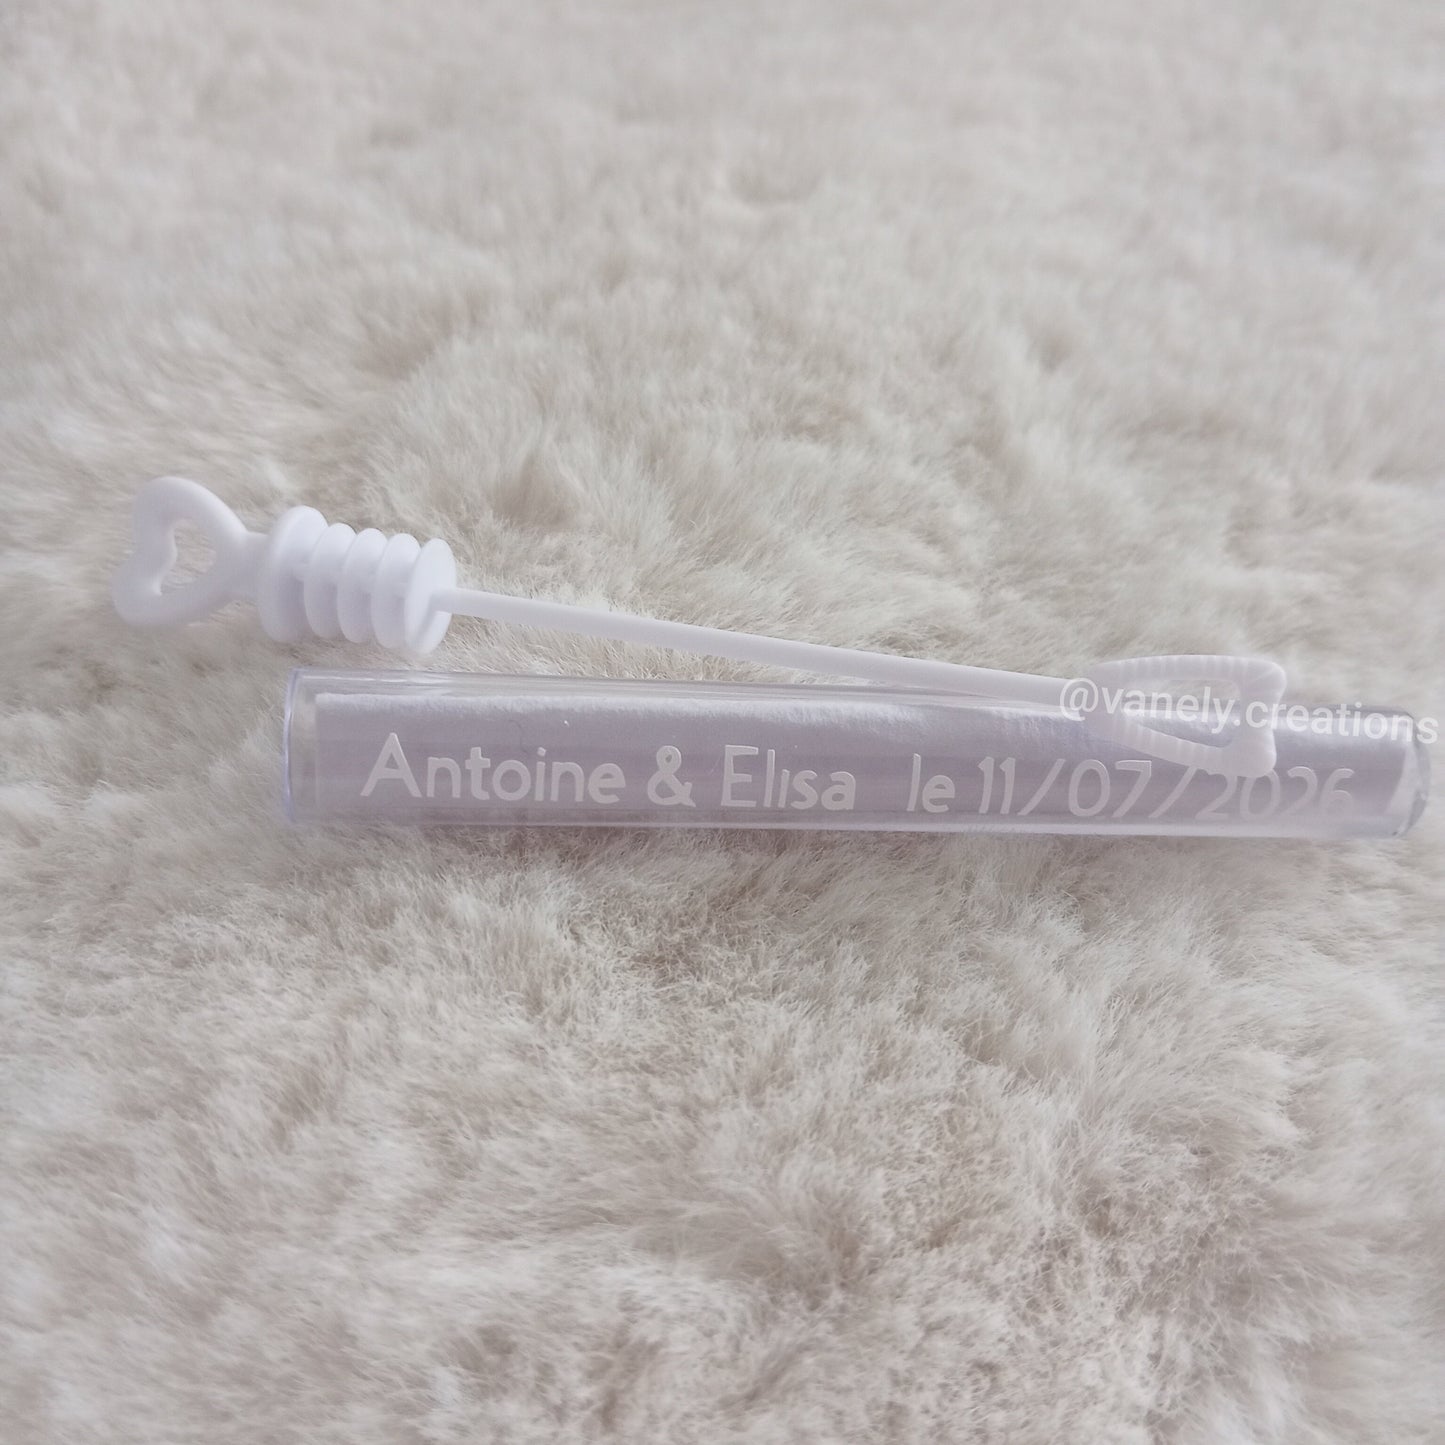 @vanely.creations
Antoine & Elisa le 11/07/2026